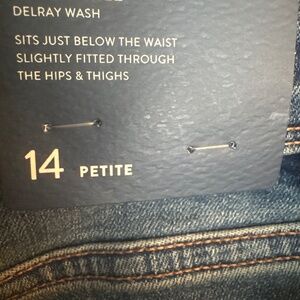 DELRAY WASH
SITS JUST BELOW THE WAIST
SLIGHTLY FITTED THROUGH
THE HIPS & THIGHS
14 PETITE